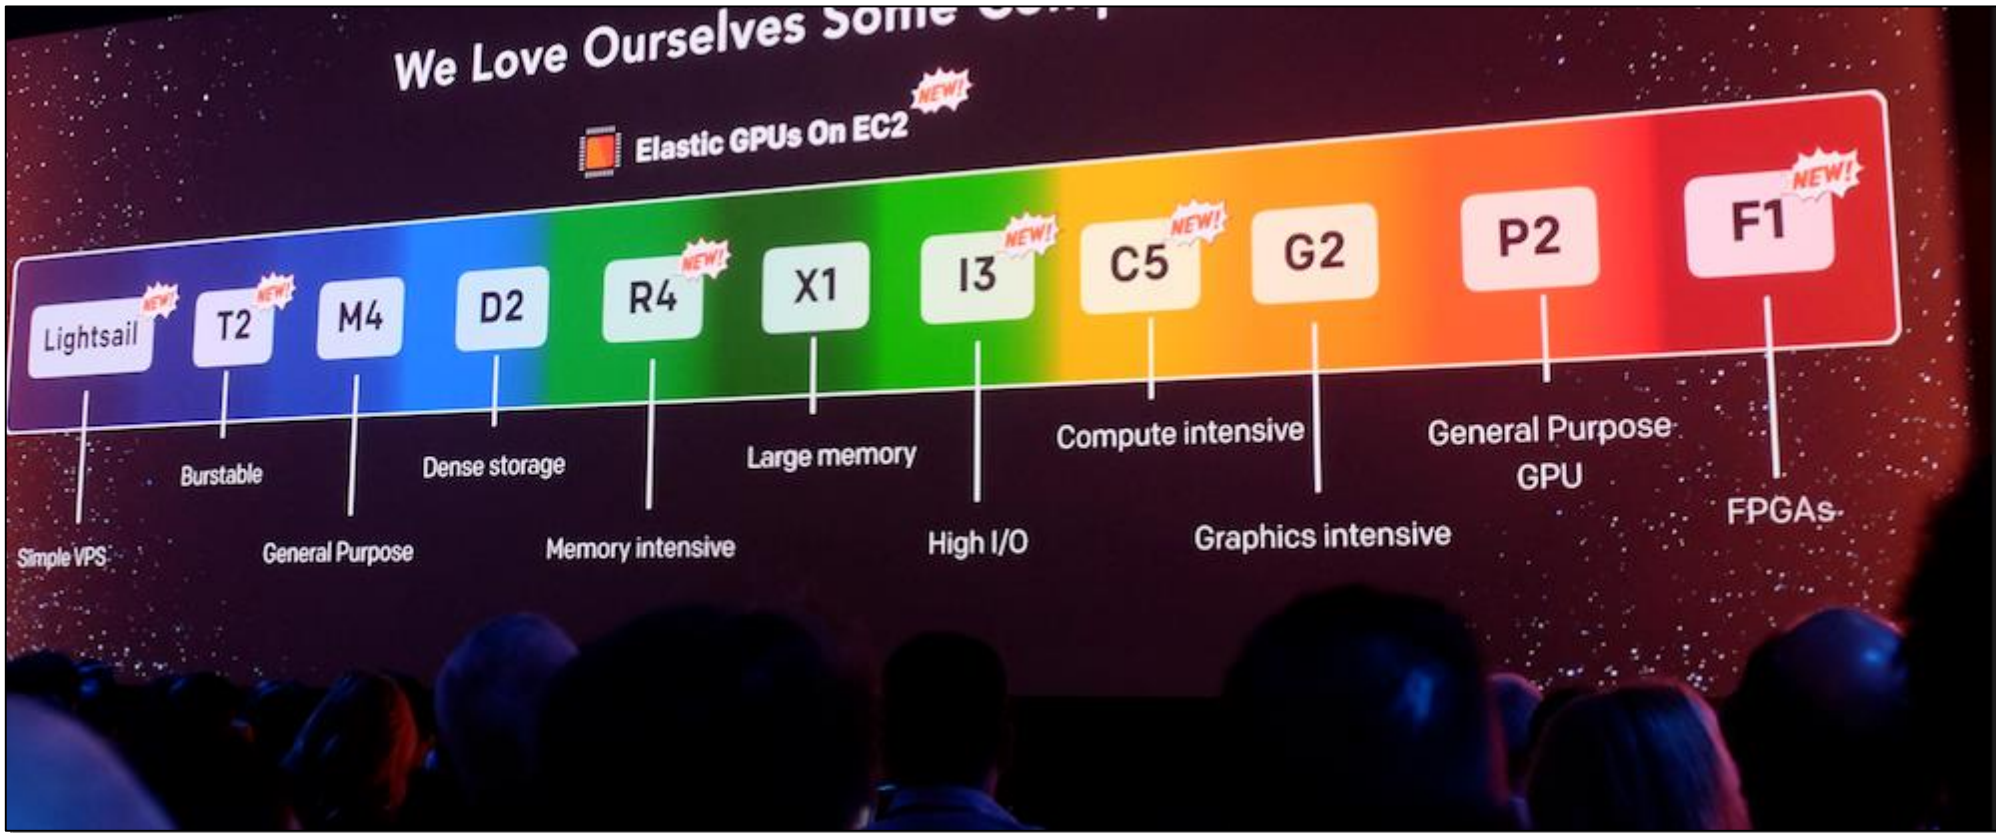 We Love Ourselves Some
Elastic GPUs On EC2 NEW!
Lightsail NEW!
T2 NEW!
M4
D2
R4 NEW!
X1
I3 NEW!
C5 NEW!
G2
P2
F1 NEW!
Simple VPS
Burstable
General Purpose
Dense storage
Memory intensive
Large memory
High I/O
Compute intensive
Graphics intensive
General Purpose
GPU
FPGAs